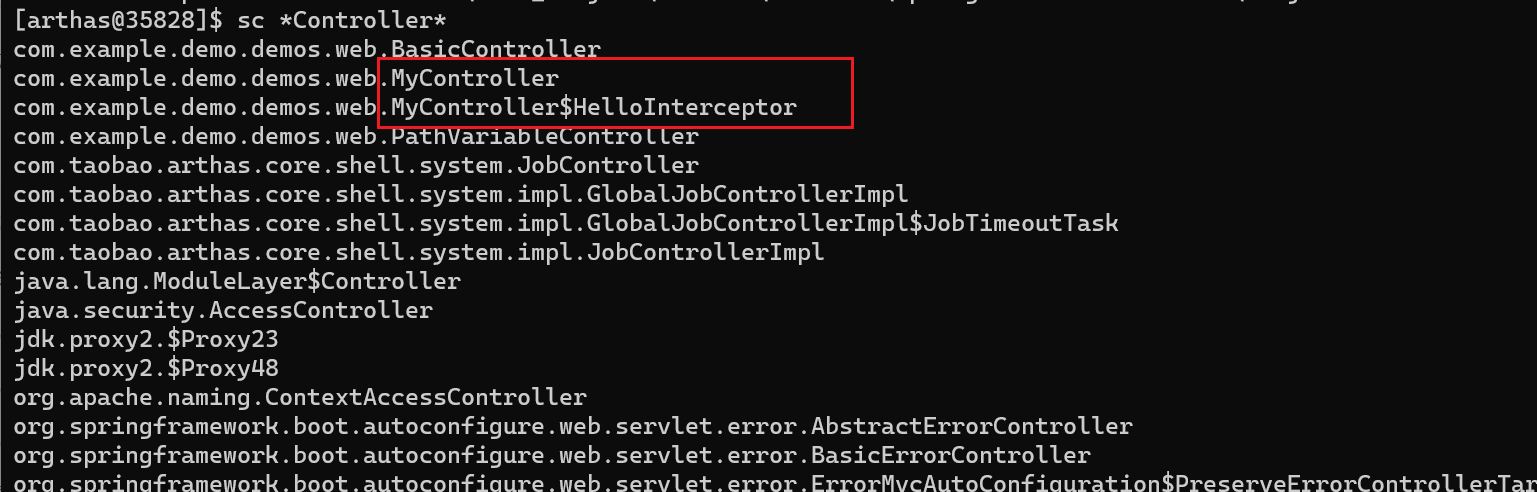 [arthas@35828]$ sc *Controller*
com.example.demo.demos.web.BasicController
com.example.demo.demos.web.MyController
com.example.demo.demos.web.MyController$HelloInterceptor
com.example.demo.demos.web.PathVariableController
com.taobao.arthas.core.shell.system.JobController
com.taobao.arthas.core.shell.system.impl.GlobalJobControllerImpl
com.taobao.arthas.core.shell.system.impl.GlobalJobControllerImpl$JobTimeoutTask
com.taobao.arthas.core.shell.system.impl.JobControllerImpl
java.lang.ModuleLayer$Controller
java.security.AccessController
jdk.proxy2.$Proxy23
jdk.proxy2.$Proxy48
org.apache.naming.ContextAccessController
org.springframework.boot.autoconfigure.web.servlet.error.AbstractErrorController
org.springframework.boot.autoconfigure.web.servlet.error.BasicErrorController
org.springframework.boot.autoconfigure.web.servlet.error.ErrorMvcAutoConfiguration$PreserveErrorControllerTar